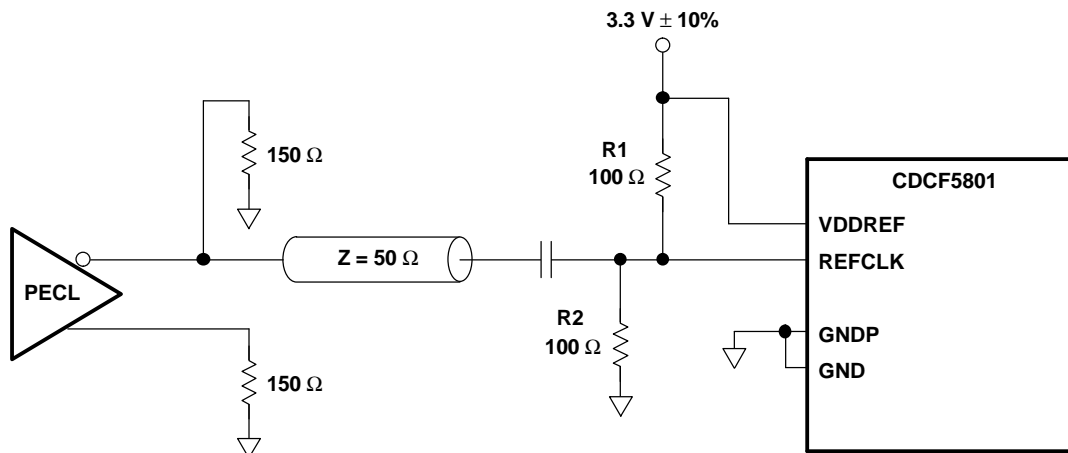 3.3 V ± 10%
150 Ω
R1
100 Ω
CDCF5801
VDDREF
REFCLK
Z = 50 Ω
PECL
R2
100 Ω
GNDP
GND
150 Ω